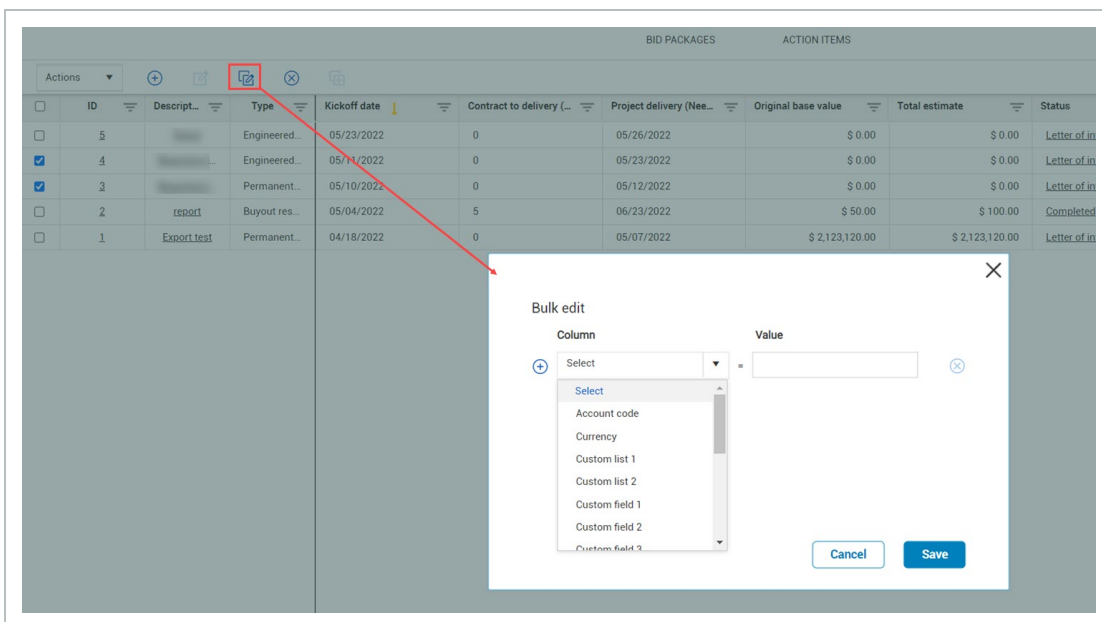 BID PACKAGES ACTION ITEMS
Actions
ID Descript... Type Kickoff date Contract to delivery (... Project delivery (Nee... Original base value Total estimate Status
5 Engineered... 05/23/2022 0 05/26/2022 $ 0.00 $ 0.00 Letter of in
4 ... Engineered... 05/11/2022 0 05/23/2022 $ 0.00 $ 0.00 Letter of in
3 Permanent... 05/10/2022 0 05/12/2022 $ 0.00 $ 0.00 Letter of in
2 report Buyout res... 05/04/2022 5 06/23/2022 $ 50.00 $ 100.00 Completed
1 Export test Permanent... 04/18/2022 0 05/07/2022 $ 2,123,120.00 $ 2,123,120.00 Letter of in
Bulk edit
Column Value
Select =
Select
Account code
Currency
Custom list 1
Custom list 2
Custom field 1
Custom field 2
Custom field 3
Cancel Save